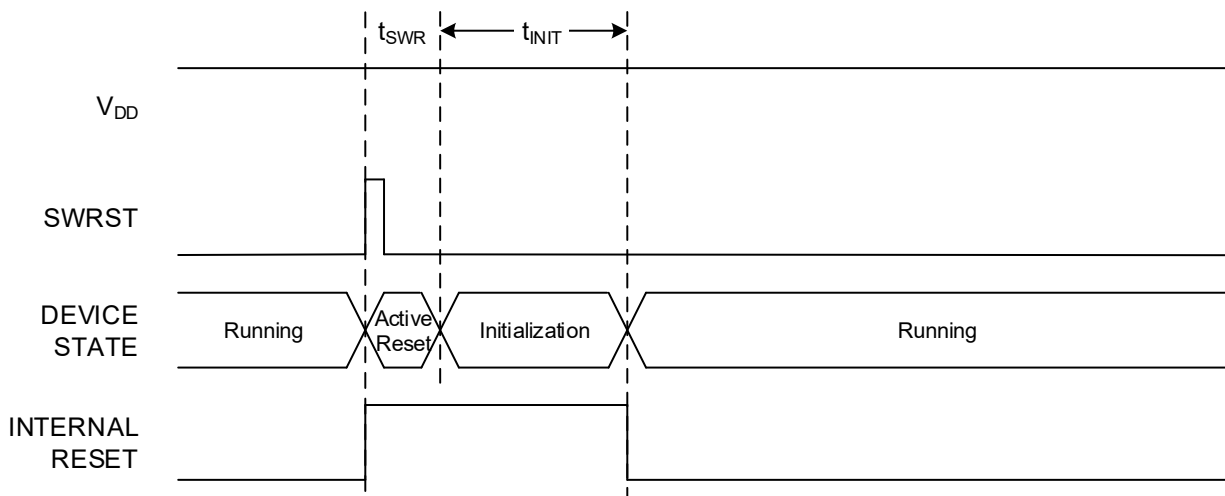 tSWR
tINIT
VDD
SWRST
DEVICE
STATE
Running
Active
Reset
Initialization
Running
INTERNAL
RESET